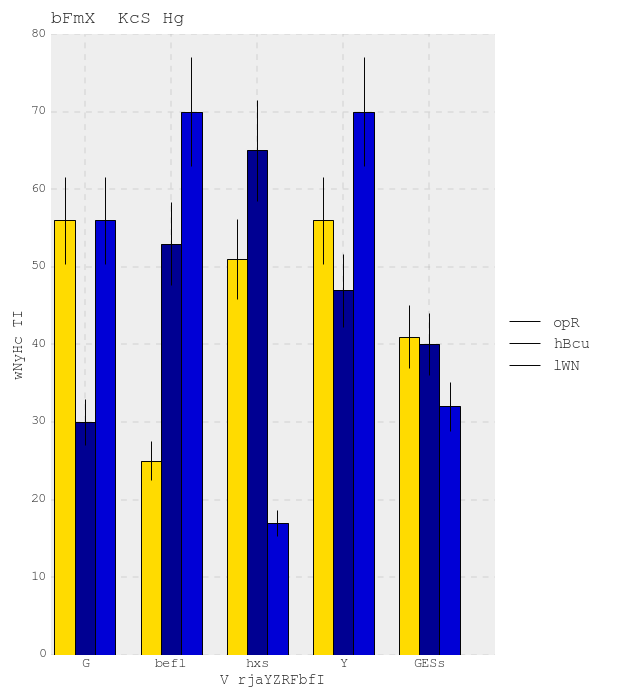 bFmX  KcS Hg
80
70
60
50
40
30
20
10
0
wNyHc TI
G befl hxs Y GESs
V rjaYZRFbfI
opR
hBcu
lWN